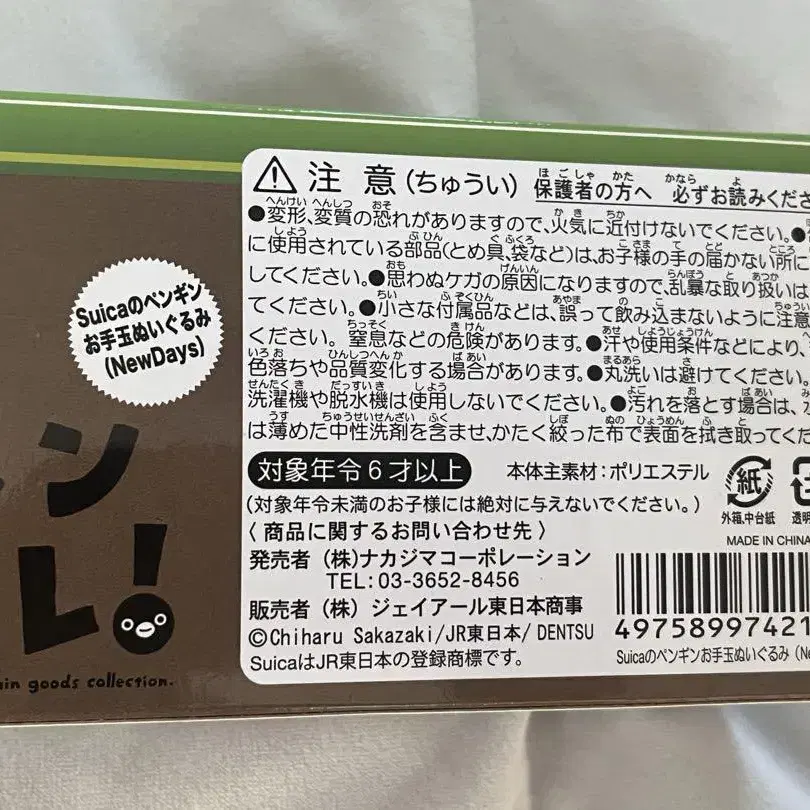 Suicaのペンギン
お手玉ぬいぐるみ
(NewDays)
ン
レ!
goods collection.
注意(ちゅうい) 保護者の方へ 必ずお読みくださ
●変形、変質の恐れがありますので、火気に近付けないでください。●
に使用されている部品(とめ具、袋など)は、お子様の手の届かない所に
してください。●思わぬケガの原因になりますので、乱暴な取り扱いは
てください。●小さな付属品などは、誤って飲み込まないように注意
ください。窒息などの危険があります。●汗や使用条件などにより、
色落ちや品質変化する場合があります。●丸洗いは避けてください。
洗濯機や脱水機は使用しないでください。●汚れを落とす場合は、
は薄めた中性洗剤を含ませ、かたく絞った布で表面を拭き取ってくだ
対象年令6才以上 本体主素材:ポリエステル
(対象年令未満のお子様には絶対に与えないでください。)
紙
外箱,中台紙
透明
MADE IN CHINA
〈商品に関するお問い合わせ先〉
発売者 (株)ナカジマコーポレーション
TEL:03-3652-8456
販売者 (株) ジェイアール東日本商事
©Chiharu Sakazaki/JR東日本/ DENTSU
SuicaはJR東日本の登録商標です。
49758997421
Suicaのペンギンお手玉ぬいぐるみ (Ne